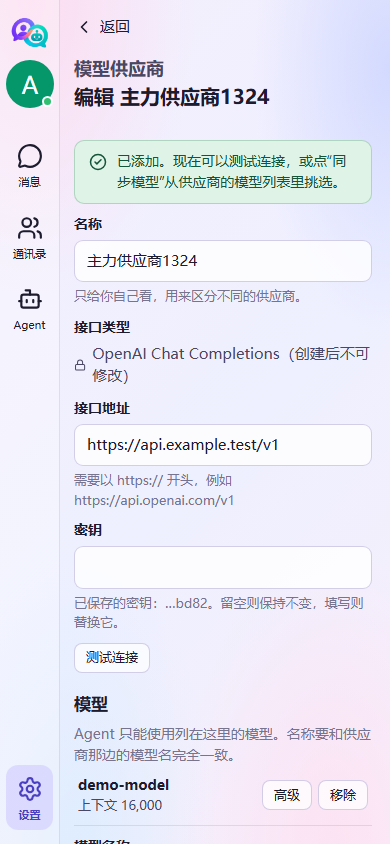 返回
模型供应商
编辑 主力供应商1324
A
已添加。现在可以测试连接，或点“同
步模型”从供应商的模型列表里挑选。
消息
名称
主力供应商1324
通讯录
只给你自己看，用来区分不同的供应商。
Agent
接口类型
OpenAI Chat Completions（创建后不可
修改）
接口地址
https://api.example.test/v1
需要以 https:// 开头，例如
https://api.openai.com/v1
密钥
已保存的密钥：…bd82。留空则保持不变，填写则
替换它。
测试连接
模型
Agent 只能使用列在这里的模型。名称要和供应
商那边的模型名完全一致。
demo-model
上下文 16,000
高级
移除
设置
模型名称